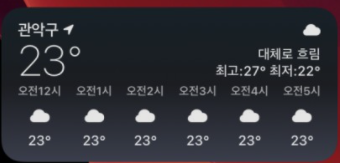 관악구
23°
대체로 흐림
최고:27° 최저:22°
오전12시 오전1시 오전2시 오전3시 오전4시 오전5시
23° 23° 23° 23° 23° 23°